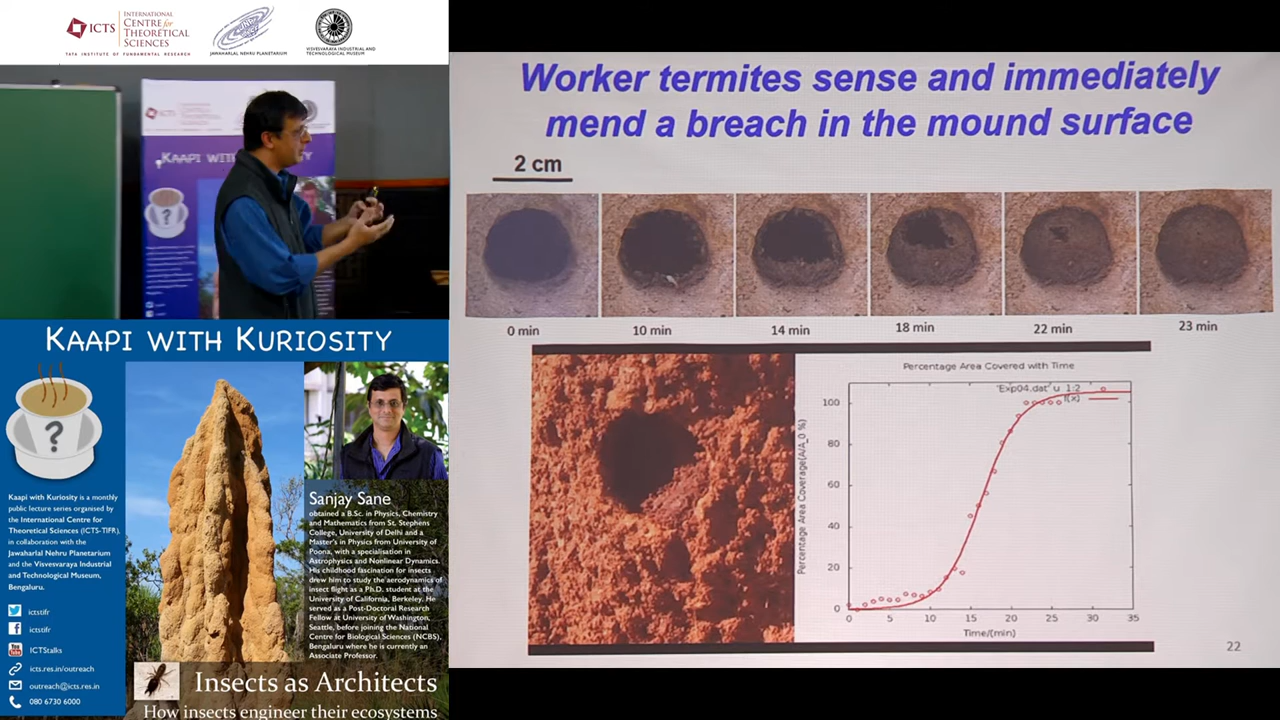 ICTS
INTERNATIONAL
CENTRE for
THEORETICAL
SCIENCES
TATA INSTITUTE OF FUNDAMENTAL RESEARCH
JAWAHARLAL NEHRU PLANETARIUM
VISVESVARAYA INDUSTRIAL AND
TECHNOLOGICAL MUSEUM
KAAPI WITH KURIOSITY
Kaapi with Kuriosity is a monthly
public lecture series organised by
the International Centre for
Theoretical Sciences (ICTS-TIFR),
in collaboration with the
Jawaharlal Nehru Planetarium
and the Visvesvaraya Industrial
and Technological Museum,
Bengaluru.
ictstifr
ictstifr
ICTStalks
icts.res.in/outreach
outreach@icts.res.in
080 6730 6000
Sanjay Sane
obtained a B.Sc. in Physics, Chemistry
and Mathematics from St. Stephens
College, University of Delhi and a
Master's in Physics from University of
Poona, with a specialisation in
Astrophysics and Nonlinear Dynamics.
His childhood fascination for insects
drew him to study the aerodynamics of
insect flight as a Ph.D. student at the
University of California, Berkeley. He
served as a Post-Doctoral Research
Fellow at University of Washington,
Seattle, before joining the National
Centre for Biological Sciences (NCBS),
Bengaluru where he is currently an
Associate Professor.
Insects as Architects
How insects engineer their ecosystems
Worker termites sense and immediately
mend a breach in the mound surface
2 cm
0 min 10 min 14 min 18 min 22 min 23 min
Percentage Area Covered with Time
'Exp04.dat' u 1:2
f(x)
Percentage Area Coverage(A/A_0 %)
100
80
60
40
20
0
0 5 10 15 20 25 30 35
Time/(min)
22